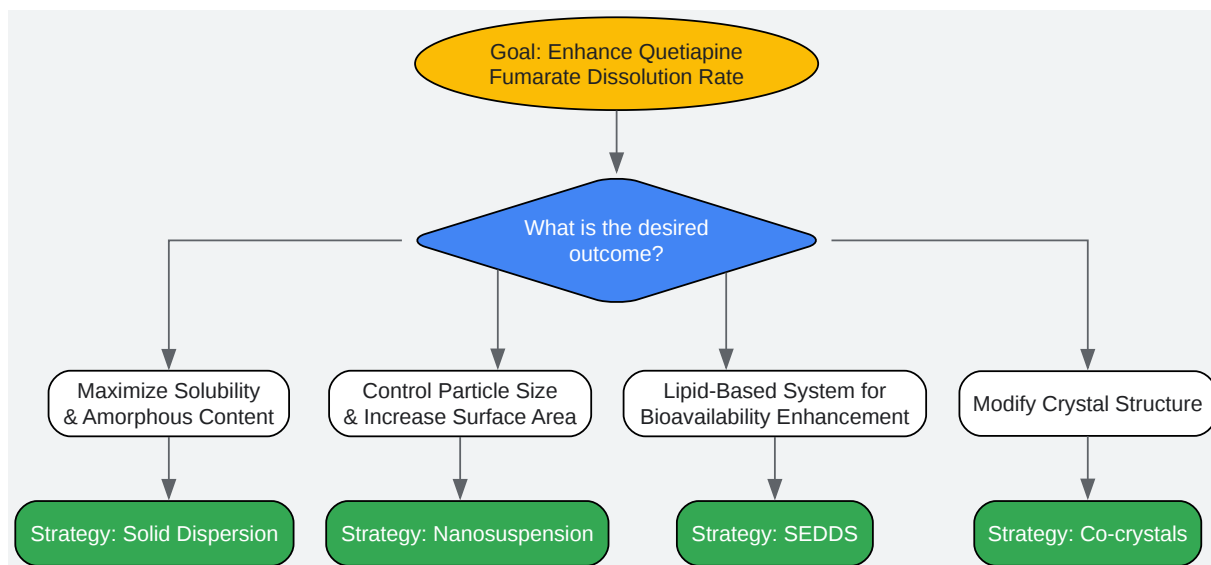 Goal: Enhance Quetiapine
Fumarate Dissolution Rate
What is the desired
outcome?
Maximize Solubility
& Amorphous Content
Control Particle Size
& Increase Surface Area
Lipid-Based System for
Bioavailability Enhancement
Modify Crystal Structure
Strategy: Solid Dispersion
Strategy: Nanosuspension
Strategy: SEDDS
Strategy: Co-crystals